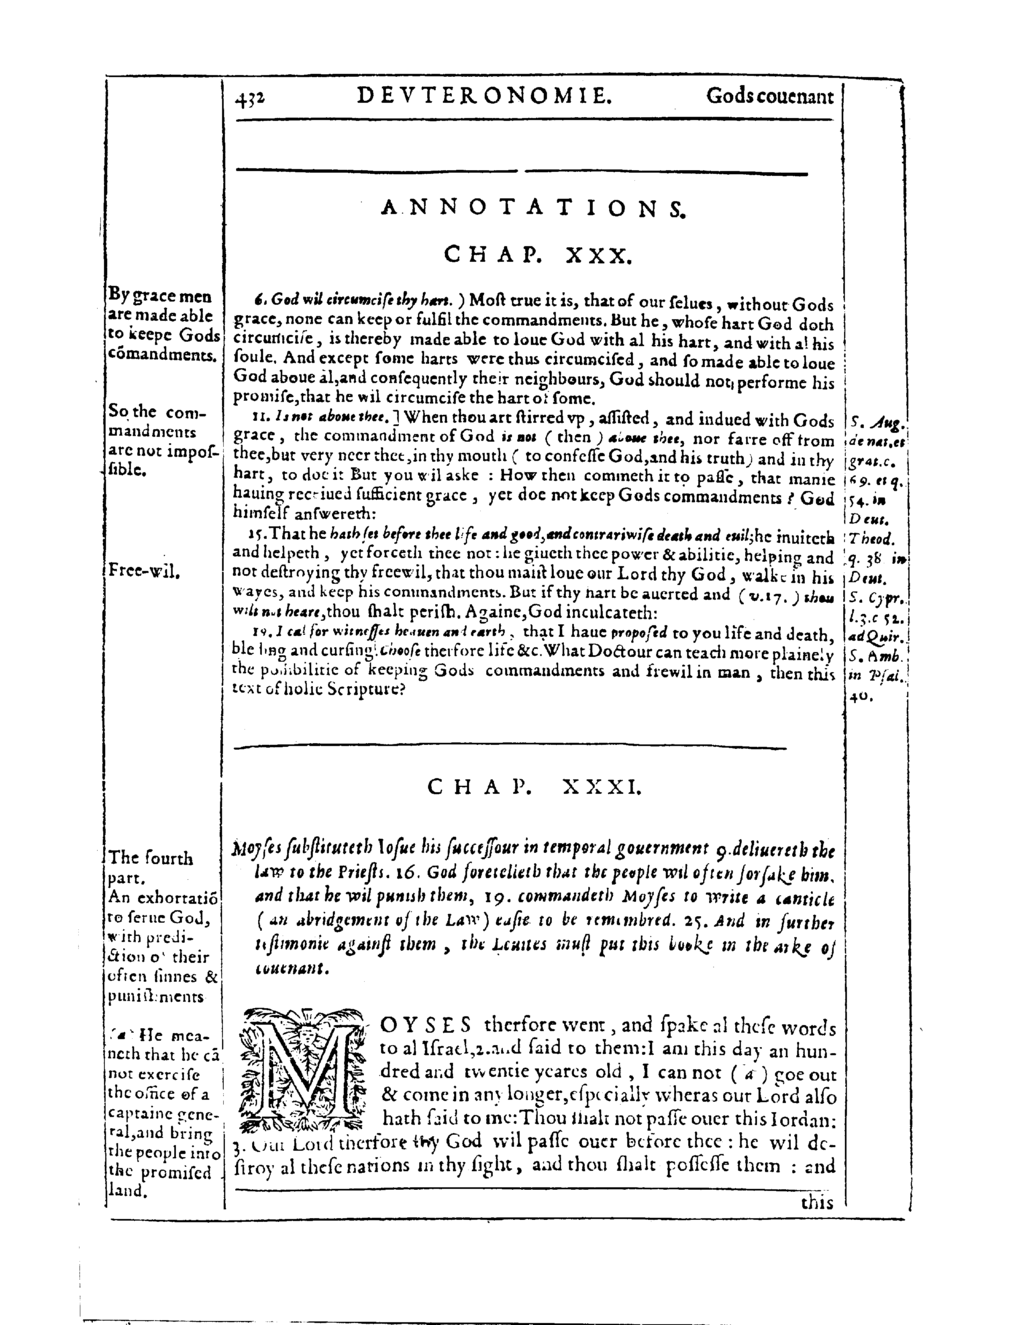 432 DEVTERONOMIE. Gods couenant
ANNOTATIONS.
CHAP. XXX.
By grace men
are made able
to keepe Gods
cōmandments.
So the com-
mandments
are not impos-
sible.
Free-wil.
6. God wil circumcise thy hart. ) Most true it is, that of our selues, without Gods
grace, none can keep or fulfil the commandments. But he, whose hart God doth
circumcise, is thereby made able to loue God with al his hart, and with al his
soule. And except some harts were thus circumcised, and so made able to loue
God aboue al, and consequently their neighbours, God should not performe his
promise, that he wil circumcise the hart of some.
11. Is not aboue thee. ] When thou art stirred vp, assisted, and indued with Gods
grace, the commandment of God is not ( then ) aboue thee, nor farre off from
thee, but very neer thee, in thy mouth ( to confesse God, and his truth) and in thy
hart, to doe it But you wil aske : How then commeth it to passe, that manie
hauing receiued sufficient grace, yet doe not keep Gods commandments ? God
himself answereth:
15. That he hath set before thee life and good, and contrariwise death and euil; he inuiteth
and helpeth, yet forceth thee not : he giueth thee power & abilitie, helping and
not destroying thy freewil, that thou maist loue our Lord thy God, walke in his
wayes, and keep his commandments. But if thy hart be auerted and ( v. 17. ) thou
wilt not heare, thou shalt perish. Againe, God inculcateth:
19. I cal for witnesses heauen and earth, that I haue proposed to you life and death,
blessing and cursing. Choose therfore life &c. What Doctour can teach more plainely
the possibilitie of keeping Gods commandments and frewil in man, then this
text of holie Scripture?
S. Aug.
de nat. et
grat. c.
69. et q.
54. in
Deut.
Theod.
q. 38 in
Deut.
S. Cypr.
l. 3. c 52.
ad Quir.
S. Amb.
in Psal.
40.
CHAP. XXXI.
Moyses substituteth Iosue his successour in temporal gouernment 9. deliuereth the
law to the Priests. 16. God foretelleth that the people wil often forsake him,
and that he wil punish them, 19. commandeth Moyses to write a canticle
( an abridgement of the Law ) easie to be remembred. 25. And in further
testimonie against them, the Leuites must put this booke in the arke of
couenant.
The fourth
part.
An exhortatiō
to serue God,
with predi-
ction of their
often sinnes &
punishments
a He mea-
neth that he cā
not exercise
the office of a
captaine gene-
ral, and bring
the people into
the promised
land.
MOYSES therfore went, and spake al these words
to al Israel, 2. and said to them: I am this day an hun-
dred and twentie yeares old, I can not ( a ) goe out
& come in any longer, especially wheras our Lord also
hath said to me: Thou shalt not passe ouer this Iordan:
3. Our Lord therfore thy God wil passe ouer before thee : he wil de-
stroy al these nations in thy sight, and thou shalt possesse them : and
this